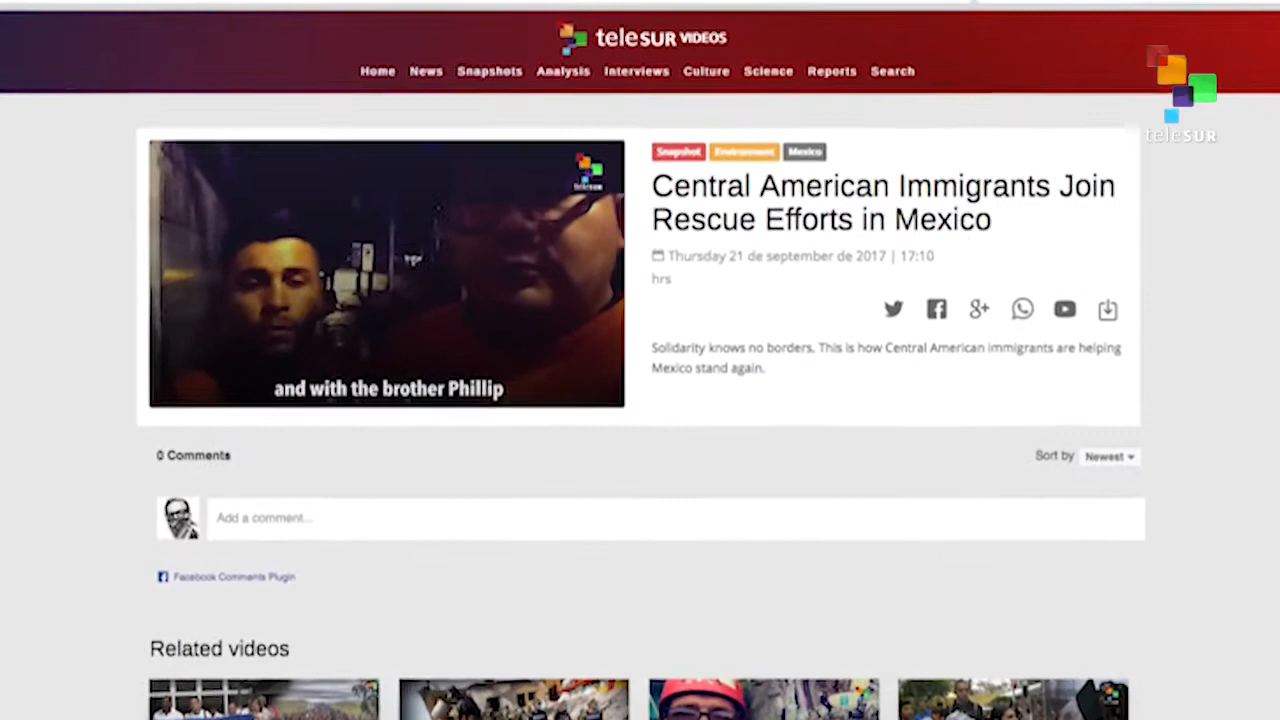 teleSUR VIDEOS
Home News Snapshots Analysis Interviews Culture Science Reports Search
teleSUR
teleSUR
and with the brother Phillip
Snapshot Environment Mexico
Central American Immigrants Join
Rescue Efforts in Mexico
Thursday 21 de septiembre de 2017 | 17:10
hrs
Solidarity knows no borders. This is how Central American immigrants are helping
Mexico stand again.
0 Comments
Sort by Newest
Add a comment...
Facebook Comments Plugin
Related videos